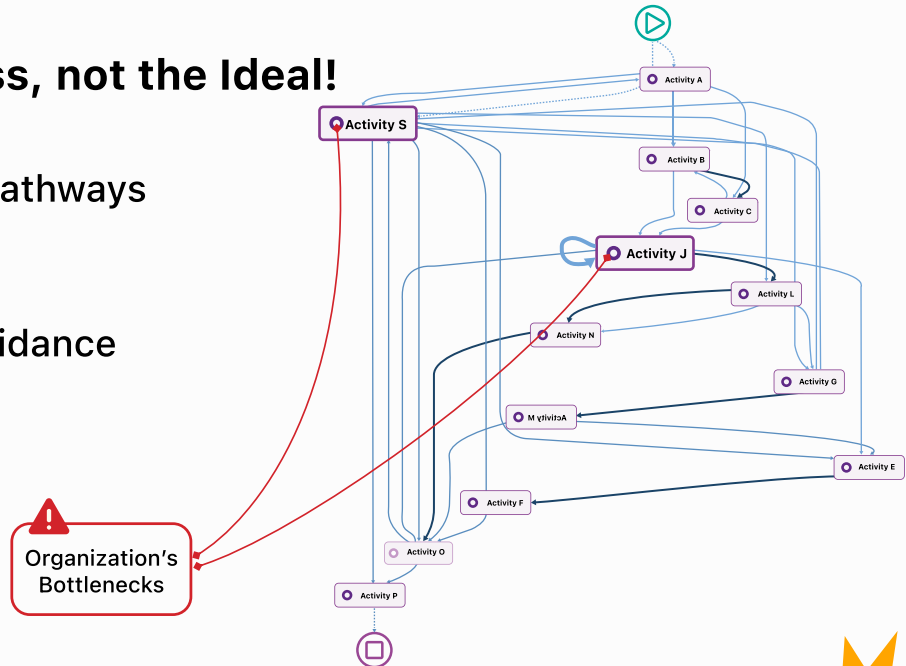 ss, not the Ideal!
athways
idance
Activity A
Activity S
Activity B
Activity C
Activity J
Activity L
Activity N
Activity G
Activity M
Activity E
Activity F
Activity O
Activity P
Organization's
Bottlenecks